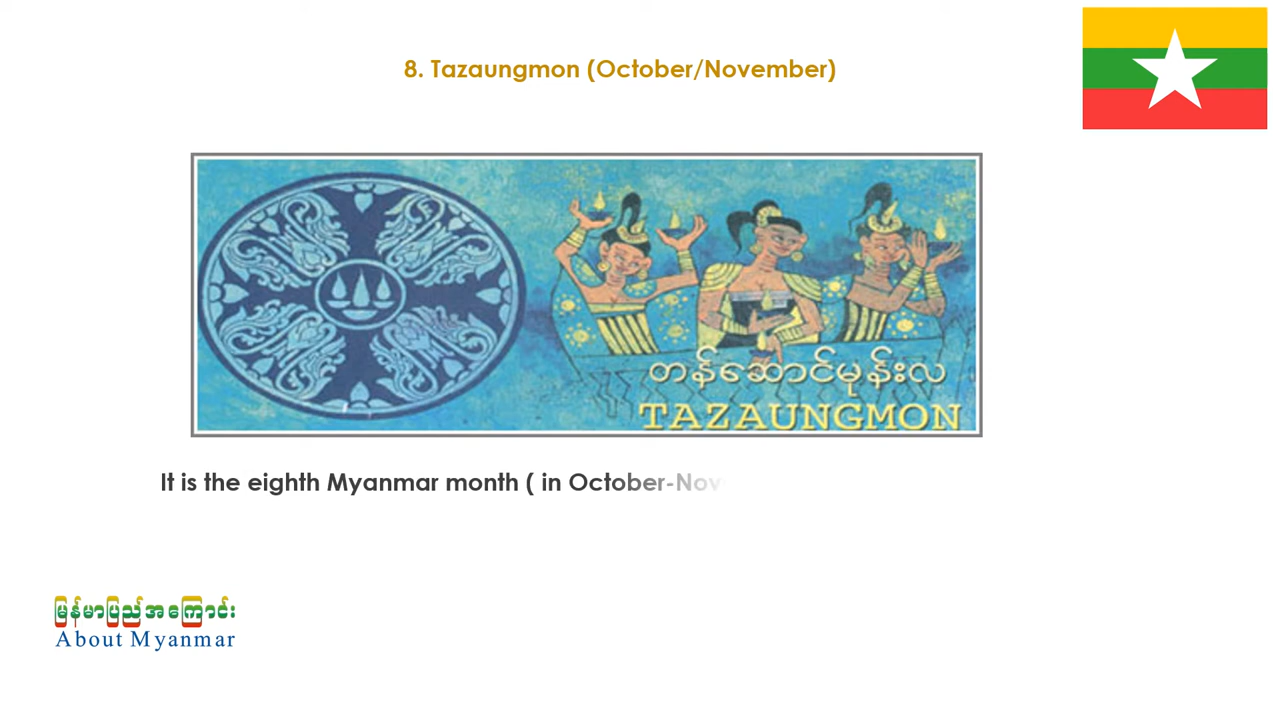 8. Tazaungmon (October/November)
တန်ဆောင်မုန်းလ
TAZAUNGMON
It is the eighth Myanmar month ( in October-Nov
မြန်မာပြည်အကြောင်း
About Myanmar